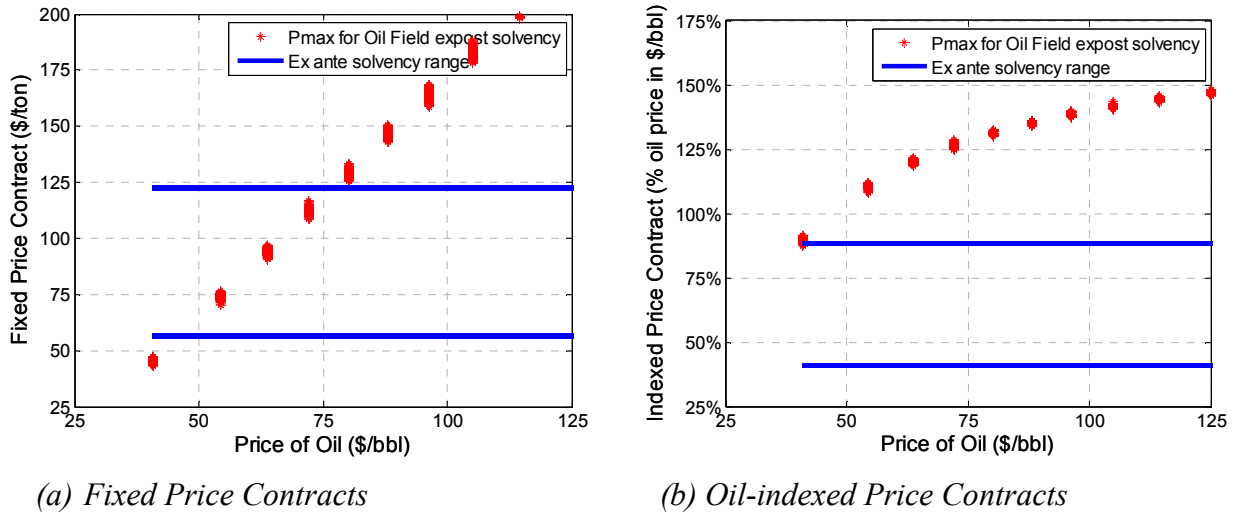 200
175
150
125
100
75
50
25
Fixed Price Contract ($/ton)
Pmax for Oil Field expost solvency
Ex ante solvency range
25
50
75
100
125
Price of Oil ($/bbl)
(a) Fixed Price Contracts
175%
150%
125%
100%
75%
50%
25%
Indexed Price Contract (% oil price in $/bbl)
Pmax for Oil Field expost solvency
Ex ante solvency range
25
50
75
100
125
Price of Oil ($/bbl)
(b) Oil-indexed Price Contracts